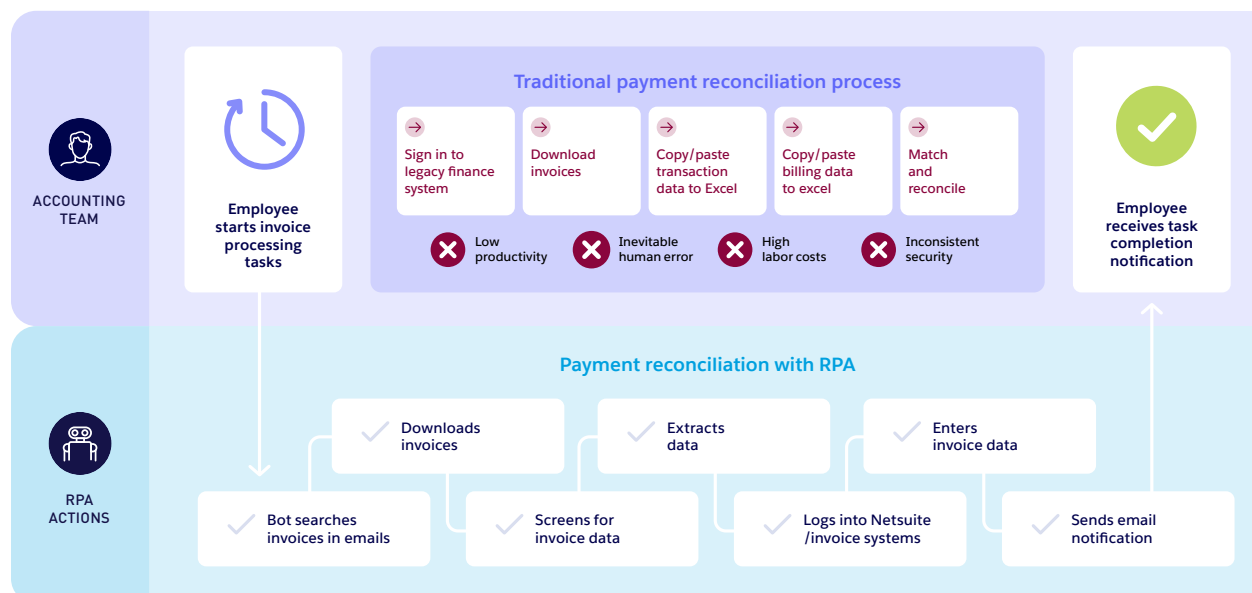 ACCOUNTING
TEAM
Employee
starts invoice
processing
tasks
Traditional payment reconciliation process
Sign in to
legacy finance
system
Download
invoices
Copy/paste
transaction
data to Excel
Copy/paste
billing data
to excel
Match
and
reconcile
Low
productivity
Inevitable
human error
High
labor costs
Inconsistent
security
Employee
receives task
completion
notification
RPA
ACTIONS
Payment reconciliation with RPA
Bot searches
invoices in emails
Downloads
invoices
Screens for
invoice data
Extracts
data
Logs into Netsuite
/invoice systems
Enters
invoice data
Sends email
notification